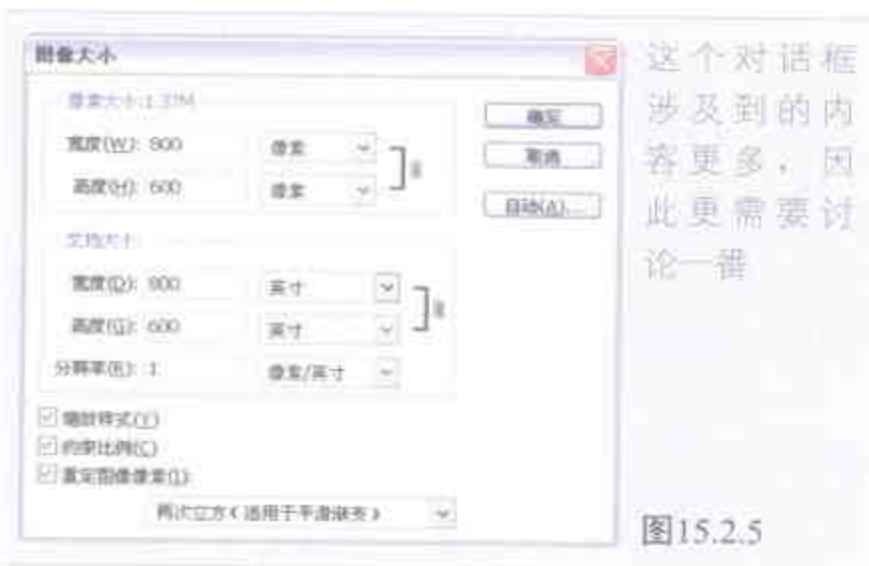 图像大小
像素大小:1.37M
宽度(W): 800 像素
高度(H): 600 像素
文档大小:
宽度(D): 800 英寸
高度(G): 600 英寸
分辨率(R): 1 像素/英寸
缩放样式(Y)
约束比例(C)
重定图像像素(I):
两次立方(适用于平滑渐变)
确定
取消
自动(A)...
这个对话框
涉及到的内
容更多，因
此更需要讨
论一番
图15.2.5